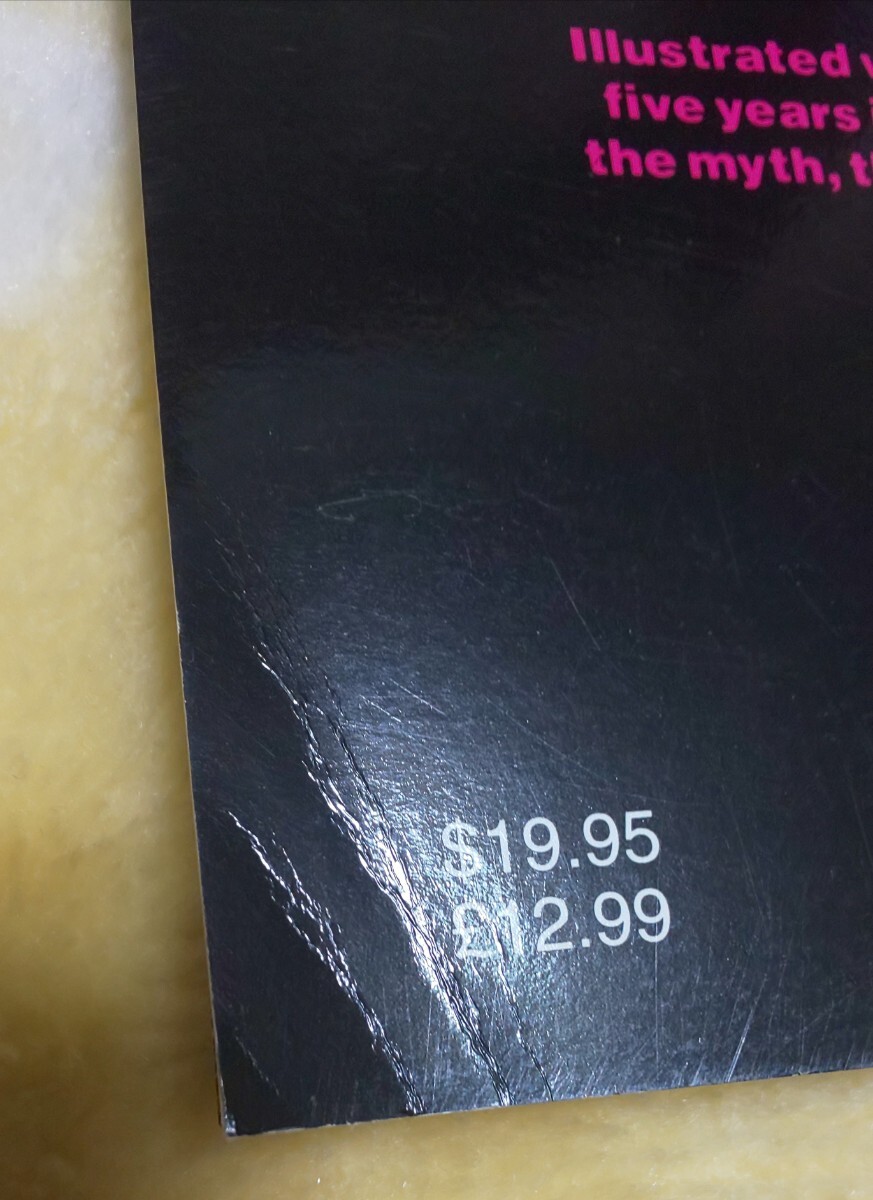 Illustrated
five years
the myth,
$19.95
£12.99